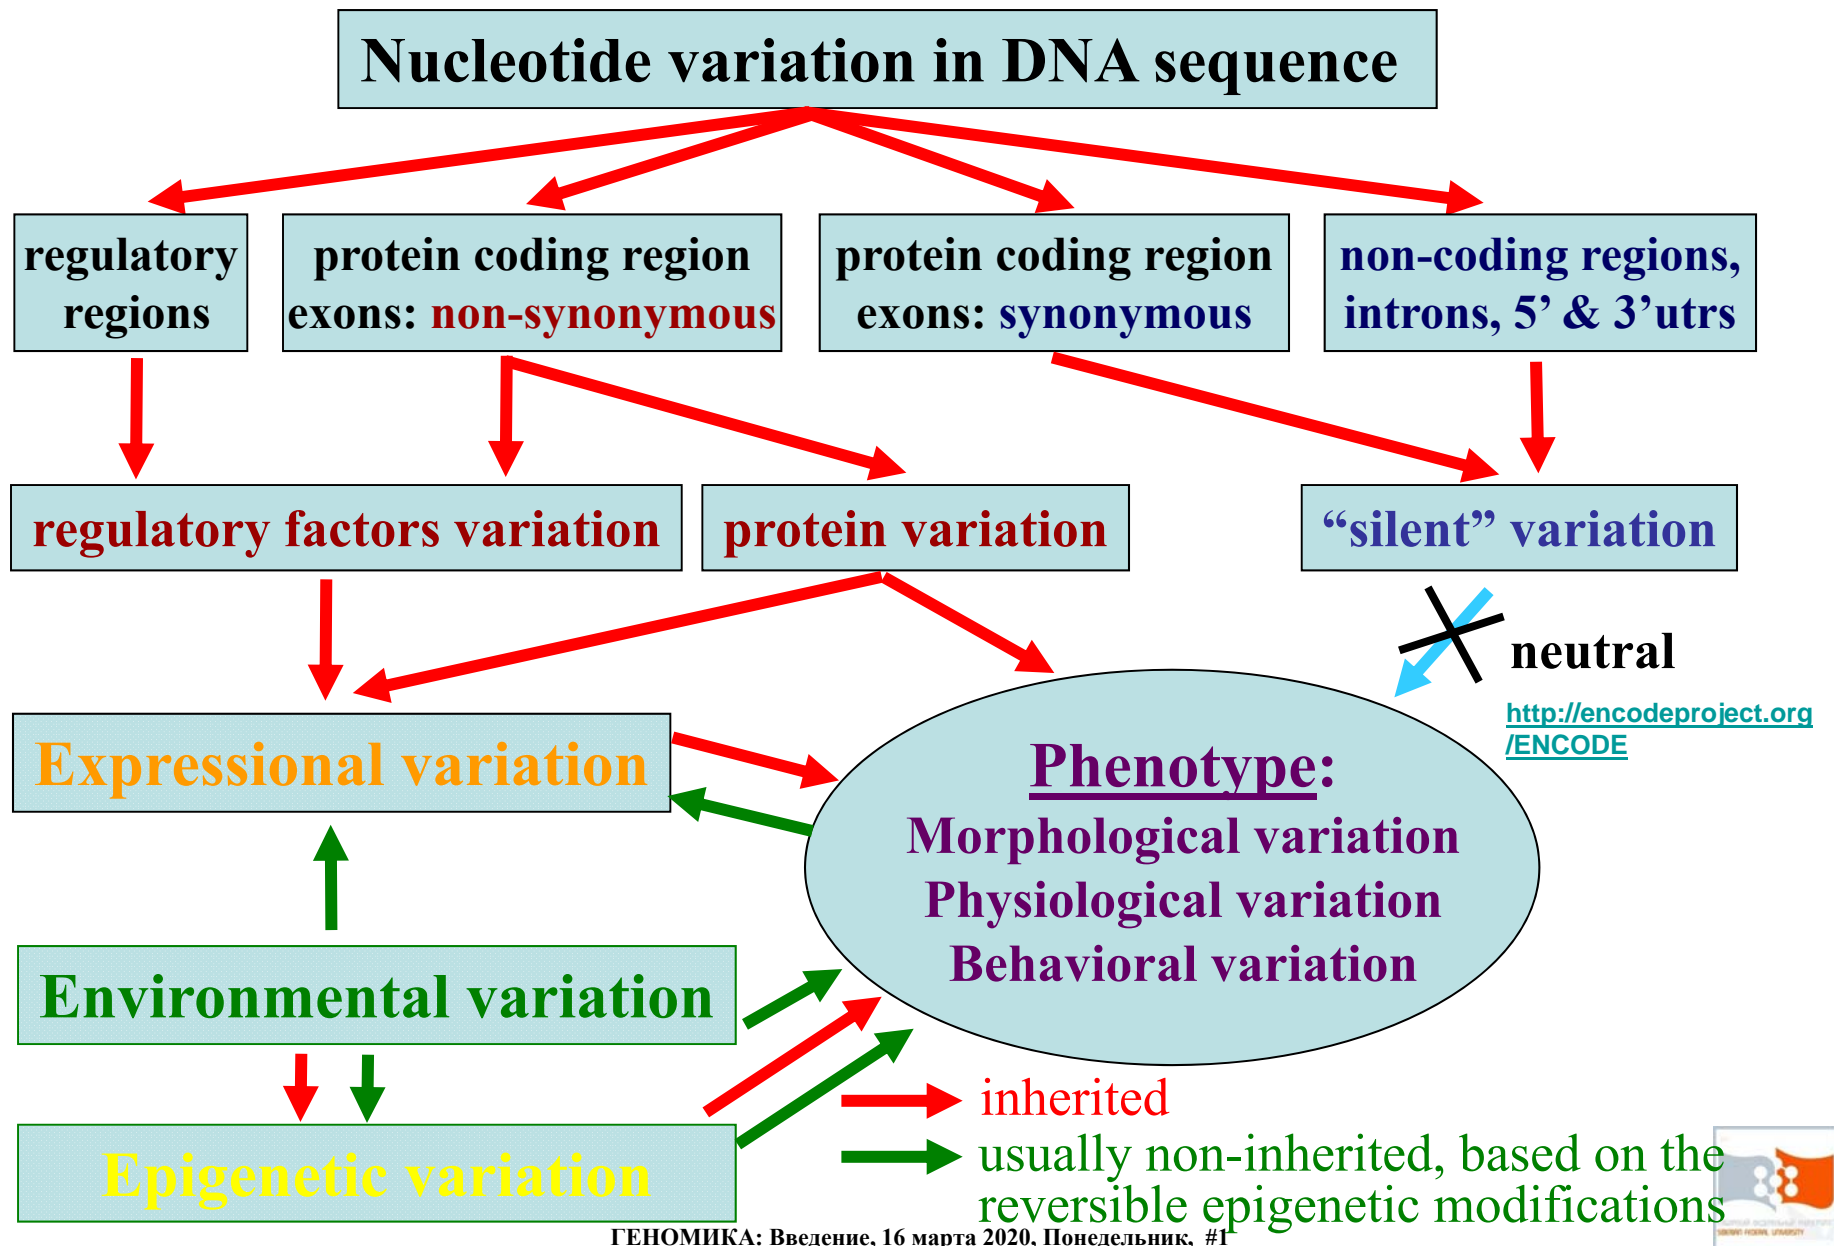 Nucleotide variation in DNA sequence
regulatory
regions
protein coding region
exons: non-synonymous
protein coding region
exons: synonymous
non-coding regions,
introns, 5’ & 3’utrs
regulatory factors variation
protein variation
“silent” variation
neutral
http://encodeproject.org
/ENCODE
Expressional variation
Phenotype:
Morphological variation
Physiological variation
Behavioral variation
Environmental variation
Epigenetic variation
inherited
usually non-inherited, based on the
reversible epigenetic modifications
ГЕНОМИКА: Введение, 16 марта 2020, Понедельник, #1
SIBERIAN FEDERAL UNIVERSITY